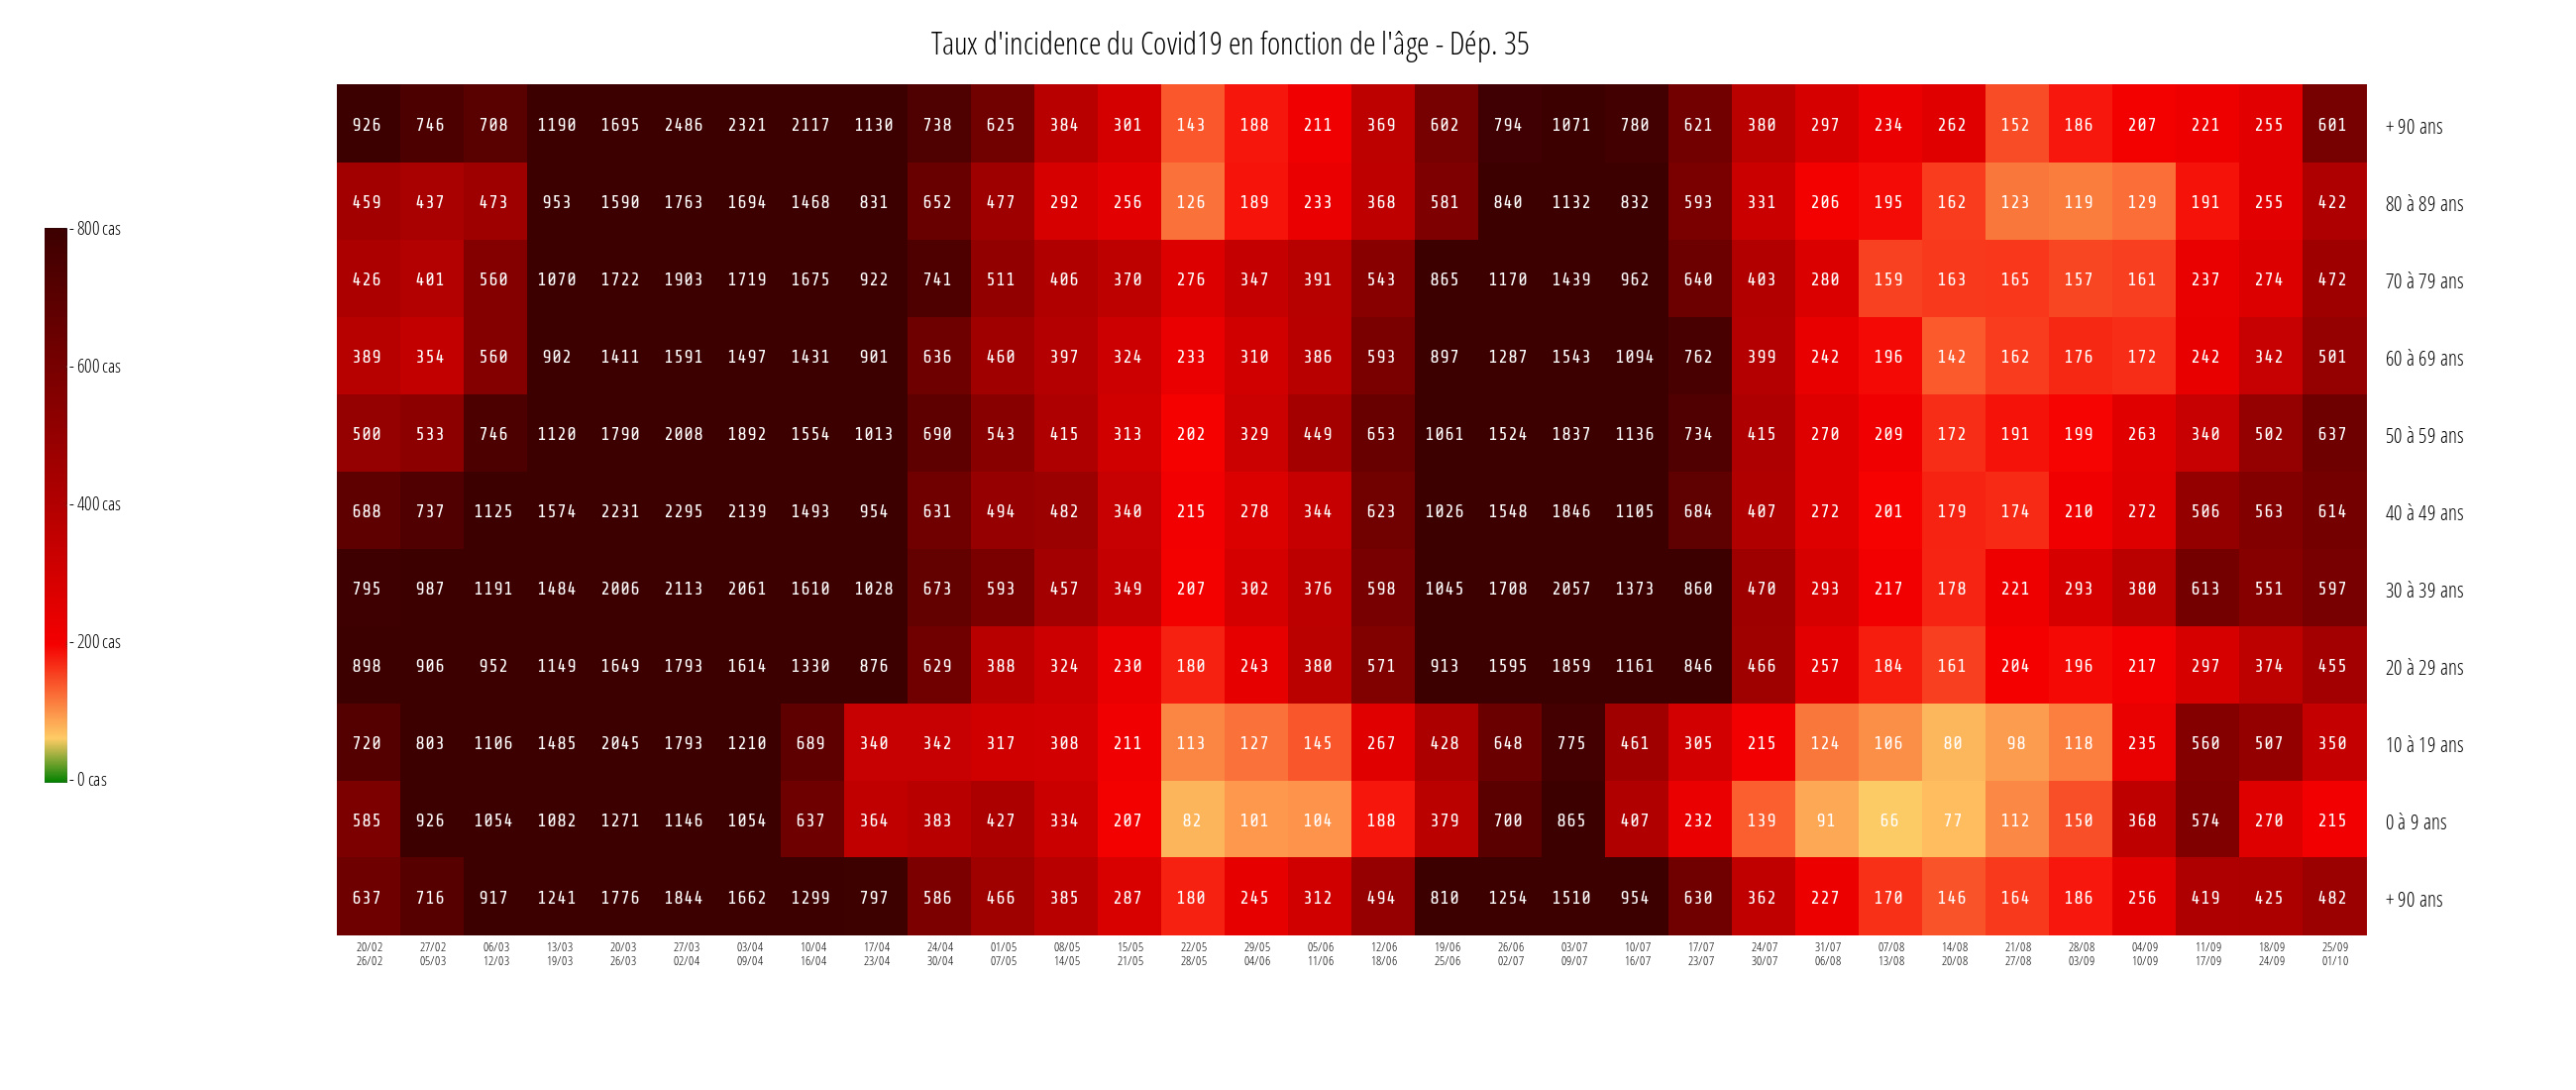 Taux d'incidence du Covid19 en fonction de l'âge - Dép. 35
926 746 708 1190 1695 2486 2321 2117 1130 738 625 384 301 143 188 211 369 602 794 1071 780 621 380 297 234 262 152 186 207 221 255 601 + 90 ans
459 437 473 953 1590 1763 1694 1468 831 652 477 292 256 126 189 233 368 581 840 1132 832 593 331 206 195 162 123 119 129 191 255 422 80 à 89 ans
- 800 cas
426 401 560 1070 1722 1903 1719 1675 922 741 511 406 370 276 347 391 543 865 1170 1439 962 640 403 280 159 163 165 157 161 237 274 472 70 à 79 ans
389 354 560 902 1411 1591 1497 1431 901 636 460 397 324 233 310 386 593 897 1287 1543 1094 762 399 242 196 142 162 176 172 242 342 501 60 à 69 ans
- 600 cas
500 533 746 1120 1790 2008 1892 1554 1013 690 543 415 313 202 329 449 653 1061 1524 1837 1136 734 415 270 209 172 191 199 263 340 502 637 50 à 59 ans
- 400 cas
688 737 1125 1574 2231 2295 2139 1493 954 631 494 482 340 215 278 344 623 1026 1548 1846 1105 684 407 272 201 179 174 210 272 506 563 614 40 à 49 ans
795 987 1191 1484 2006 2113 2061 1610 1028 673 593 457 349 207 302 376 598 1045 1708 2057 1373 860 470 293 217 178 221 293 380 613 551 597 30 à 39 ans
- 200 cas
898 906 952 1149 1649 1793 1614 1330 876 629 388 324 230 180 243 380 571 913 1595 1859 1161 846 466 257 184 161 204 196 217 297 374 455 20 à 29 ans
720 803 1106 1485 2045 1793 1210 689 340 342 317 308 211 113 127 145 267 428 648 775 461 305 215 124 106 80 98 118 235 560 507 350 10 à 19 ans
- 0 cas
585 926 1054 1082 1271 1146 1054 637 364 383 427 334 207 82 101 104 188 379 700 865 407 232 139 91 66 77 112 150 368 574 270 215 0 à 9 ans
637 716 917 1241 1776 1844 1662 1299 797 586 466 385 287 180 245 312 494 810 1254 1510 954 630 362 227 170 146 164 186 256 419 425 482 + 90 ans
20/02 27/02 06/03 13/03 20/03 27/03 03/04 10/04 17/04 24/04 01/05 08/05 15/05 22/05 29/05 05/06 12/06 19/06 26/06 03/07 10/07 17/07 24/07 31/07 07/08 14/08 21/08 28/08 04/09 11/09 18/09 25/09
26/02 05/03 12/03 19/03 26/03 02/04 09/04 16/04 23/04 30/04 07/05 14/05 21/05 28/05 04/06 11/06 18/06 25/06 02/07 09/07 16/07 23/07 30/07 06/08 13/08 20/08 27/08 03/09 10/09 17/09 24/09 01/10